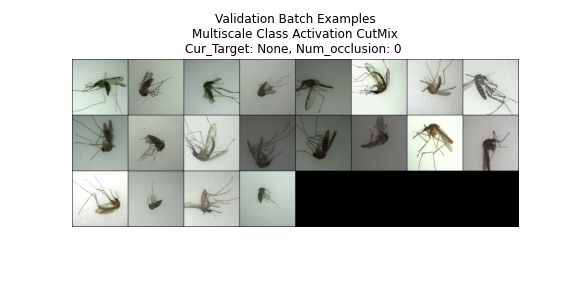 Validation Batch Examples
Multiscale Class Activation CutMix
Cur_Target: None, Num_occlusion: 0